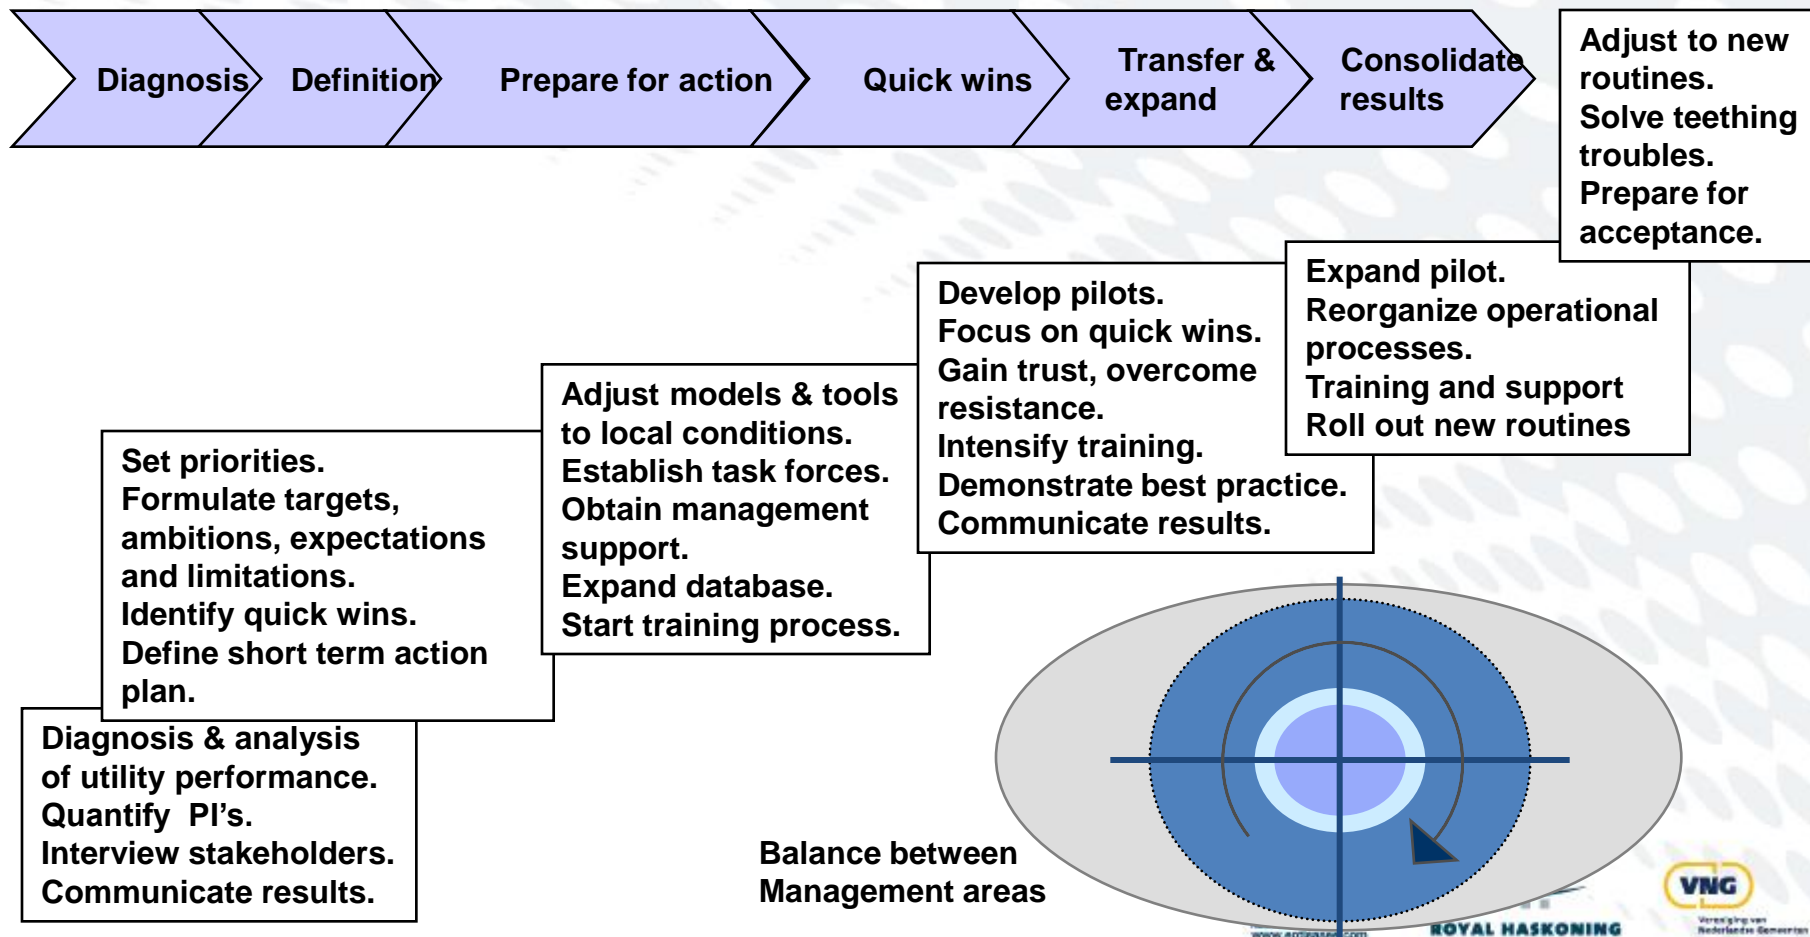 Diagnosis
Definition
Prepare for action
Quick wins
Transfer &
expand
Consolidate
results
Adjust to new
routines.
Solve teething
troubles.
Prepare for
acceptance.
Expand pilot.
Reorganize operational
processes.
Training and support
Roll out new routines
Develop pilots.
Focus on quick wins.
Gain trust, overcome
resistance.
Intensify training.
Demonstrate best practice.
Communicate results.
Adjust models & tools
to local conditions.
Establish task forces.
Obtain management
support.
Expand database.
Start training process.
Set priorities.
Formulate targets,
ambitions, expectations
and limitations.
Identify quick wins.
Define short term action
plan.
Diagnosis & analysis
of utility performance.
Quantify PI's.
Interview stakeholders.
Communicate results.
Balance between
Management areas
ROYAL HASKONING
VNG
Vereniging van
Nederlandse Gemeenten